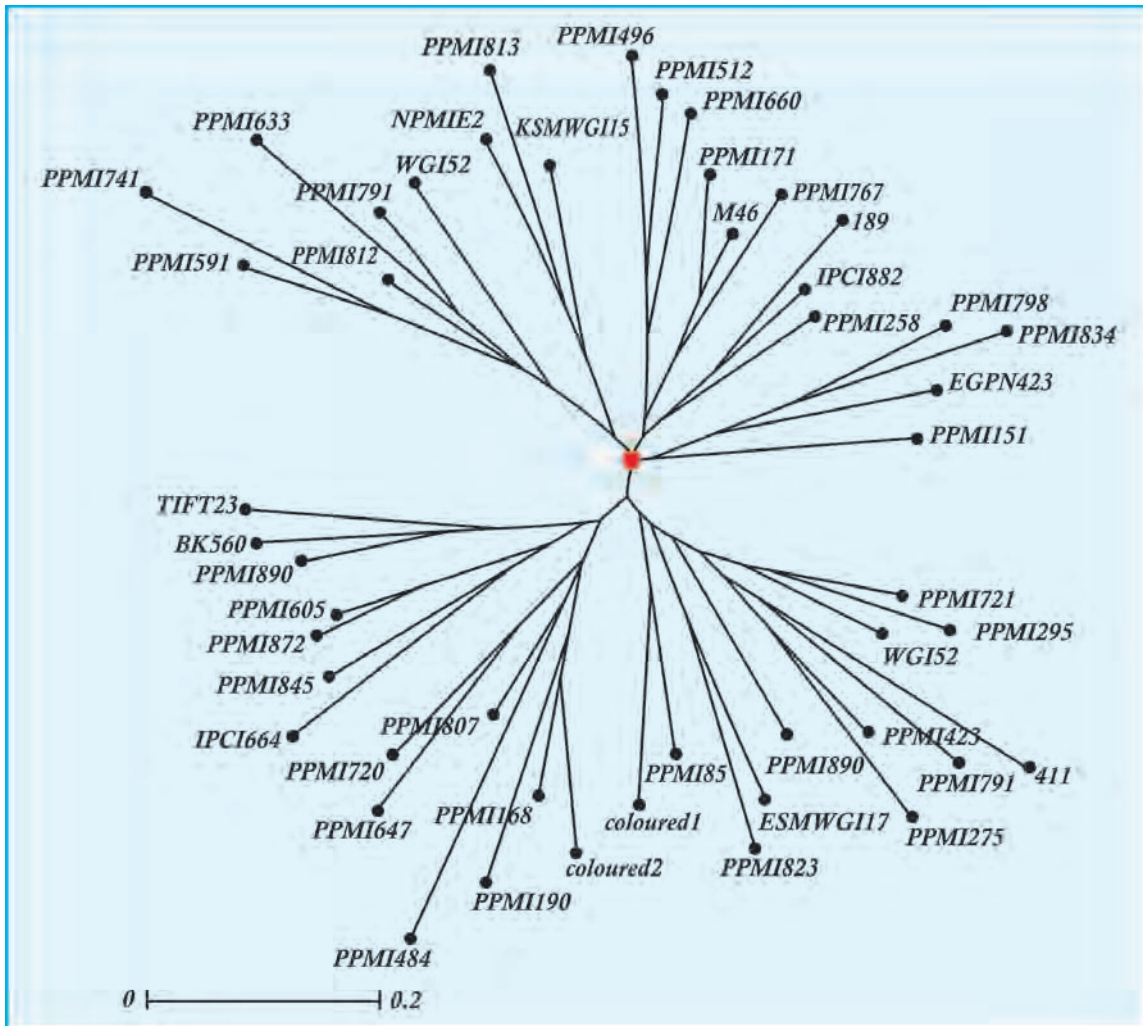 PPMI496
PPMI813
PPMI512
PPMI660
PPMI633
NPMIE2
KSMWGI15
WGI52
PPMI171
PPMI741
PPMI791
PPMI767
M46
189
PPMI591
PPMI812
IPCI882
PPMI798
PPMI258
PPMI834
EGPN423
PPMI151
TIFT23
BK560
PPMI890
PPMI605
PPMI872
PPMI721
PPMI295
WGI52
PPMI845
IPCI664
PPMI807
PPMI720
PPMI647
PPMI168
coloured2
PPMI190
PPMI484
coloured1
PPMI85
PPMI890
ESMWGI17
PPMI823
PPMI423
PPMI791
411
PPMI275
0 0.2